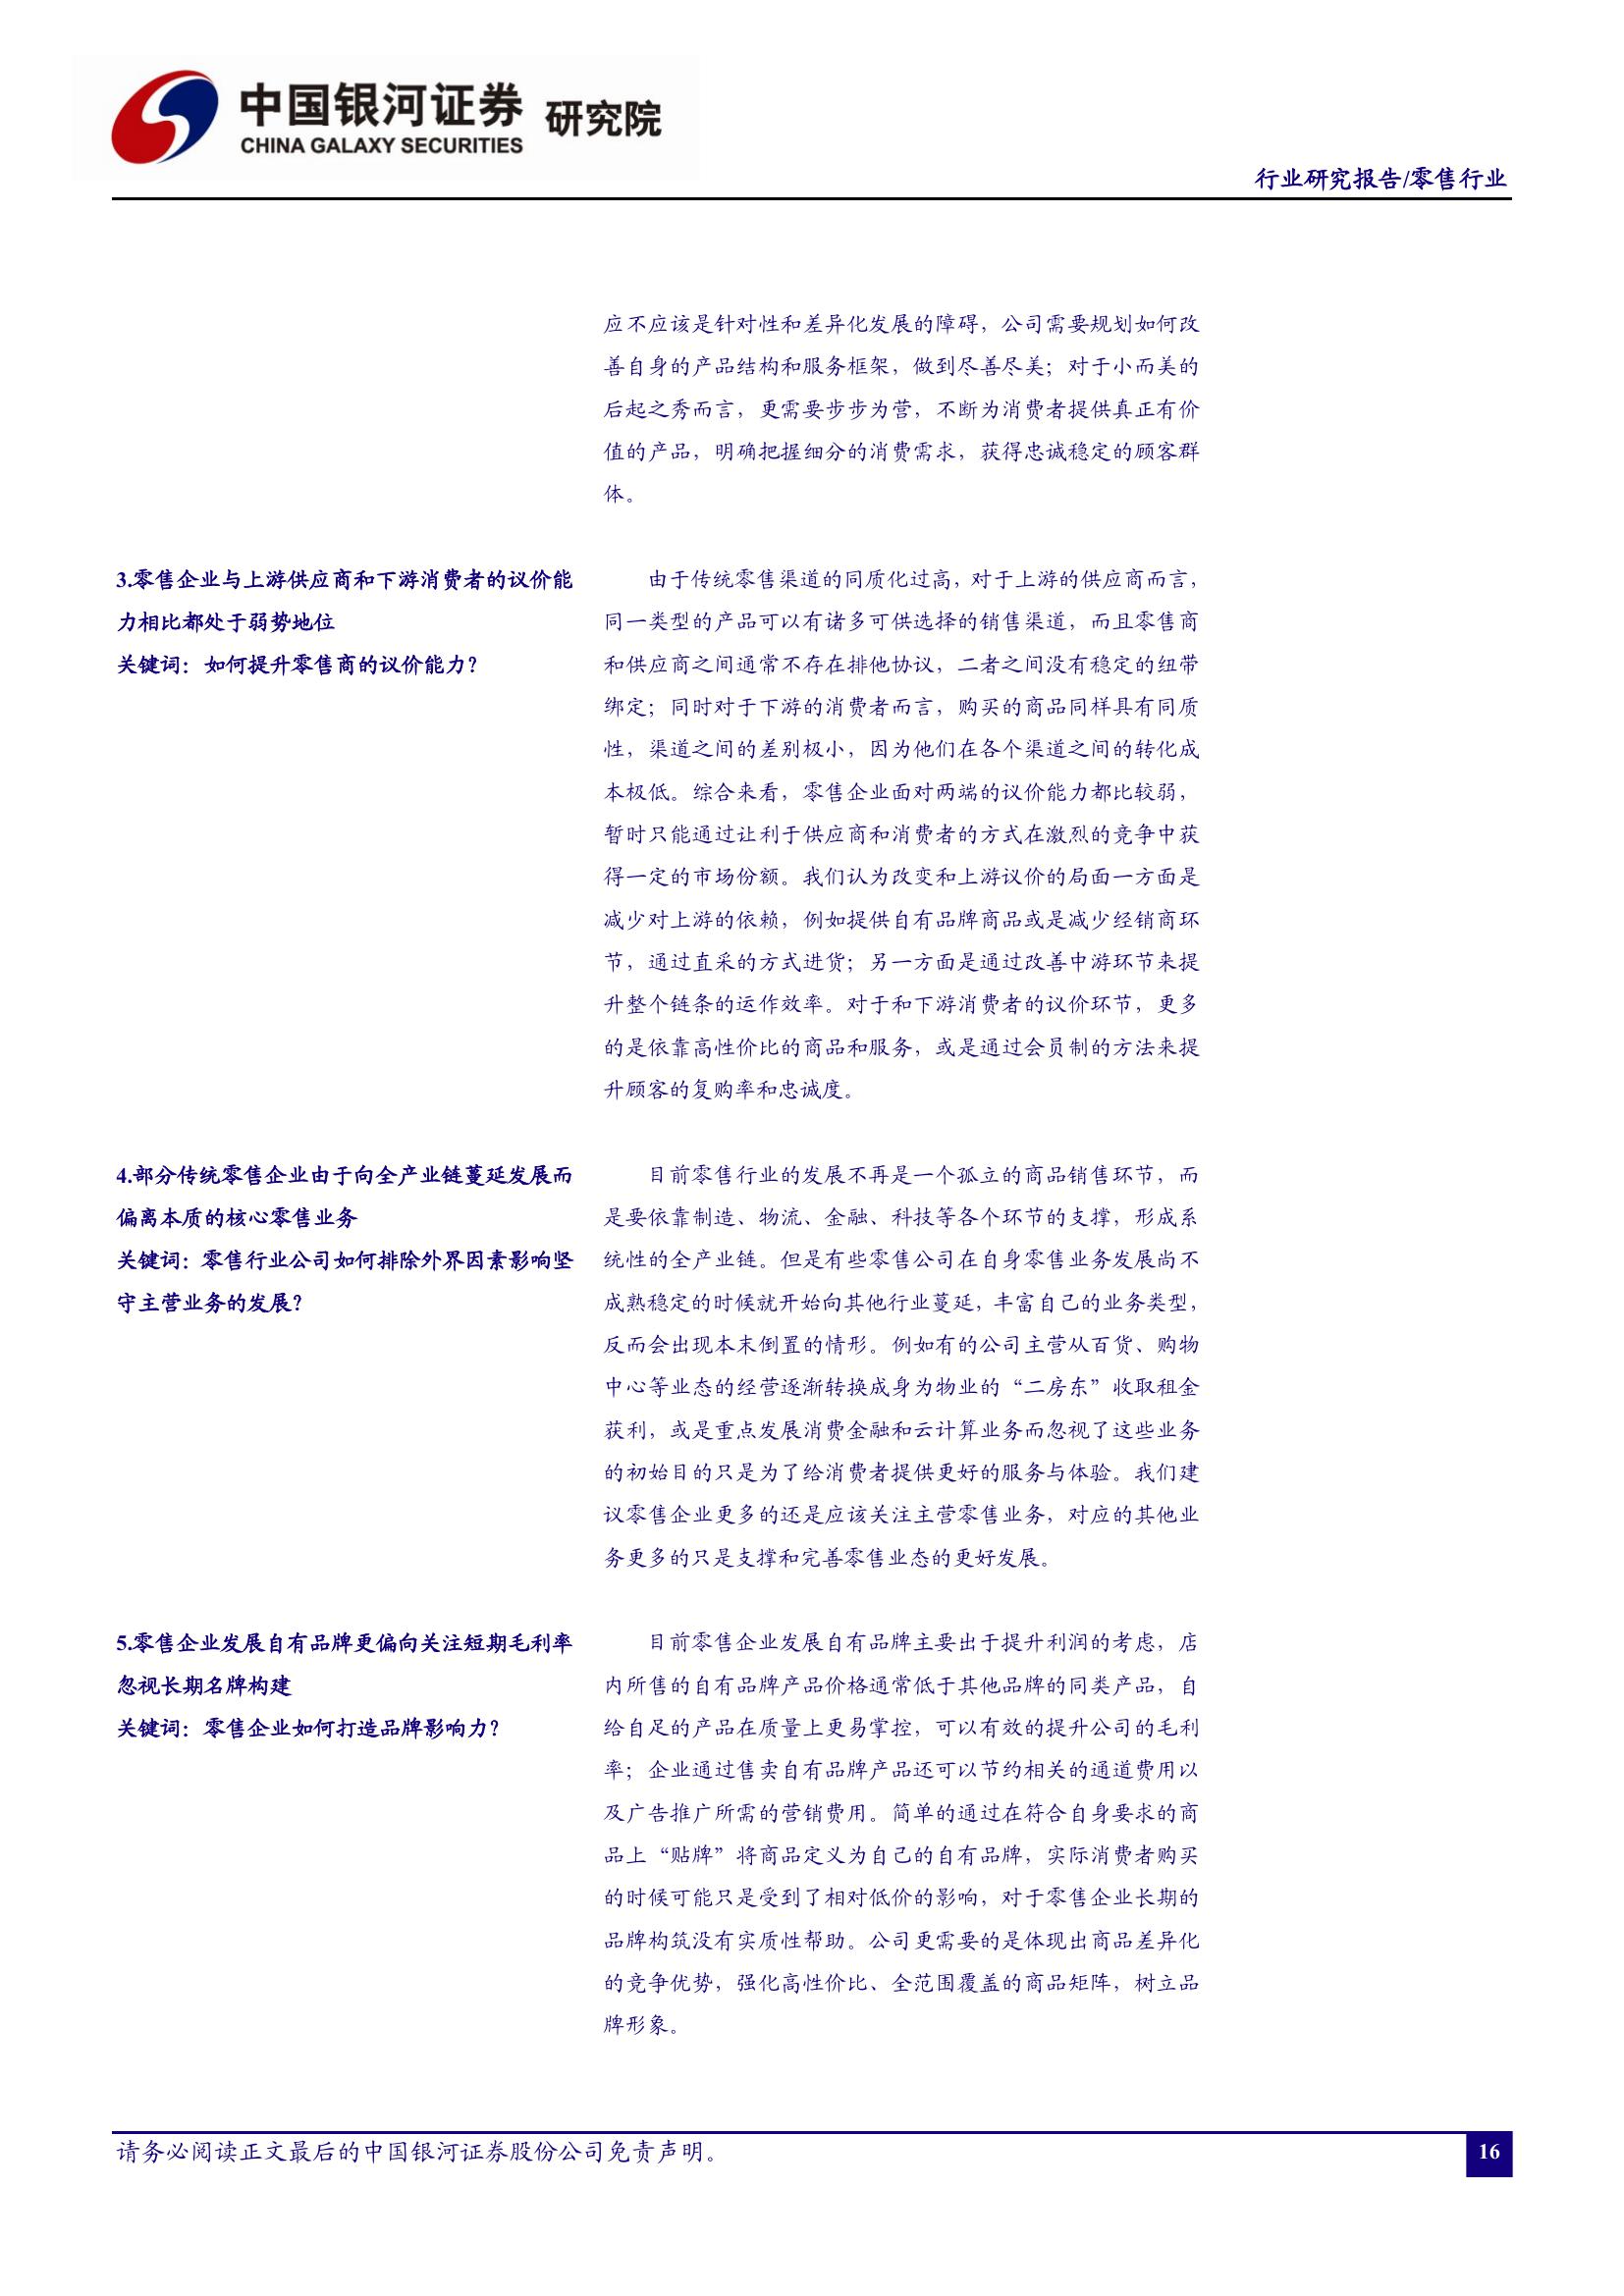 中国银河证券 研究院
CHINA GALAXY SECURITIES
行业研究报告/零售行业
应不应该是针对性和差异化发展的障碍，公司需要规划如何改
善自身的产品结构和服务框架，做到尽善尽美；对于小而美的
后起之秀而言，更需要步步为营，不断为消费者提供真正有价
值的产品，明确把握细分的消费需求，获得忠诚稳定的顾客群
体。
3.零售企业与上游供应商和下游消费者的议价能
力相比都处于弱势地位
关键词：如何提升零售商的议价能力？
由于传统零售渠道的同质化过高，对于上游的供应商而言，
同一类型的产品可以有诸多可供选择的销售渠道，而且零售商
和供应商之间通常不存在排他协议，二者之间没有稳定的纽带
绑定；同时对于下游的消费者而言，购买的商品同样具有同质
性，渠道之间的差别极小，因为他们在各个渠道之间的转化成
本极低。综合来看，零售企业面对两端的议价能力都比较弱，
暂时只能通过让利于供应商和消费者的方式在激烈的竞争中获
得一定的市场份额。我们认为改变和上游议价的局面一方面是
减少对上游的依赖，例如提供自有品牌商品或是减少经销商环
节，通过直采的方式进货；另一方面是通过改善中游环节来提
升整个链条的运作效率。对于和下游消费者的议价环节，更多
的是依靠高性价比的商品和服务，或是通过会员制的方法来提
升顾客的复购率和忠诚度。
4.部分传统零售企业由于向全产业链蔓延发展而
偏离本质的核心零售业务
关键词：零售行业公司如何排除外界因素影响坚
守主营业务的发展？
目前零售行业的发展不再是一个孤立的商品销售环节，而
是要依靠制造、物流、金融、科技等各个环节的支撑，形成系
统性的全产业链。但是有些零售公司在自身零售业务发展尚不
成熟稳定的时候就开始向其他行业蔓延，丰富自己的业务类型，
反而会出现本末倒置的情形。例如有的公司主营从百货、购物
中心等业态的经营逐渐转换成身为物业的“二房东”收取租金
获利，或是重点发展消费金融和云计算业务而忽视了这些业务
的初始目的只是为了给消费者提供更好的服务与体验。我们建
议零售企业更多的还是应该关注主营零售业务，对应的其他业
务更多的只是支撑和完善零售业态的更好发展。
5.零售企业发展自有品牌更偏向关注短期毛利率
忽视长期名牌构建
关键词：零售企业如何打造品牌影响力？
目前零售企业发展自有品牌主要出于提升利润的考虑，店
内所售的自有品牌产品价格通常低于其他品牌的同类产品，自
给自足的产品在质量上更易掌控，可以有效的提升公司的毛利
率；企业通过售卖自有品牌产品还可以节约相关的通道费用以
及广告推广所需的营销费用。简单的通过在符合自身要求的商
品上“贴牌”将商品定义为自己的自有品牌，实际消费者购买
的时候可能只是受到了相对低价的影响，对于零售企业长期的
品牌构筑没有实质性帮助。公司更需要的是体现出商品差异化
的竞争优势，强化高性价比、全范围覆盖的商品矩阵，树立品
牌形象。
请务必阅读正文最后的中国银河证券股份公司免责声明。
16